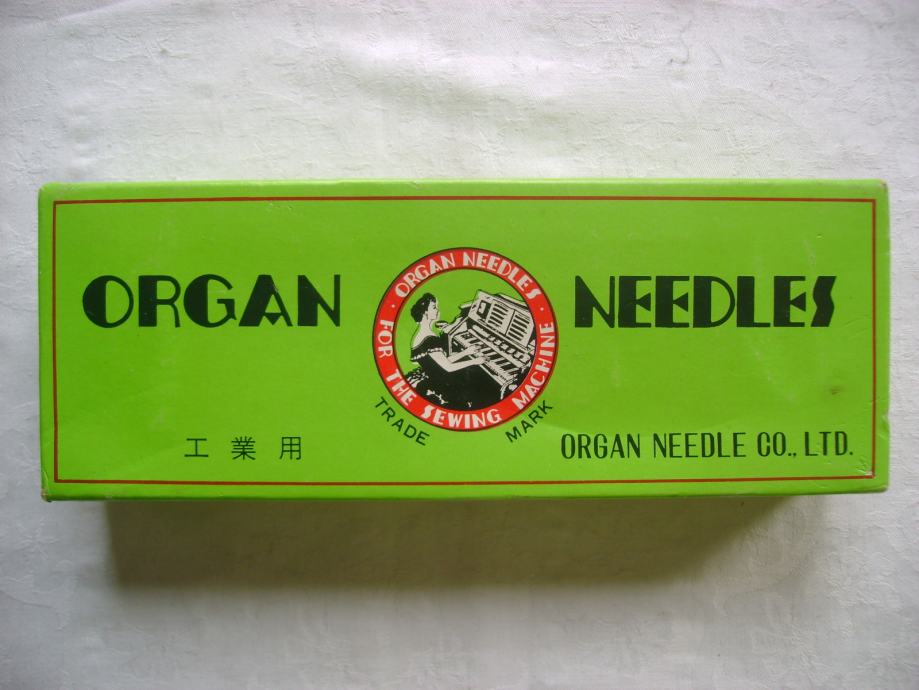 ORGAN NEEDLES
· ORGAN NEEDLES ·
FOR THE SEWING MACHINE
TRADE MARK
工業用
ORGAN NEEDLE CO., LTD.